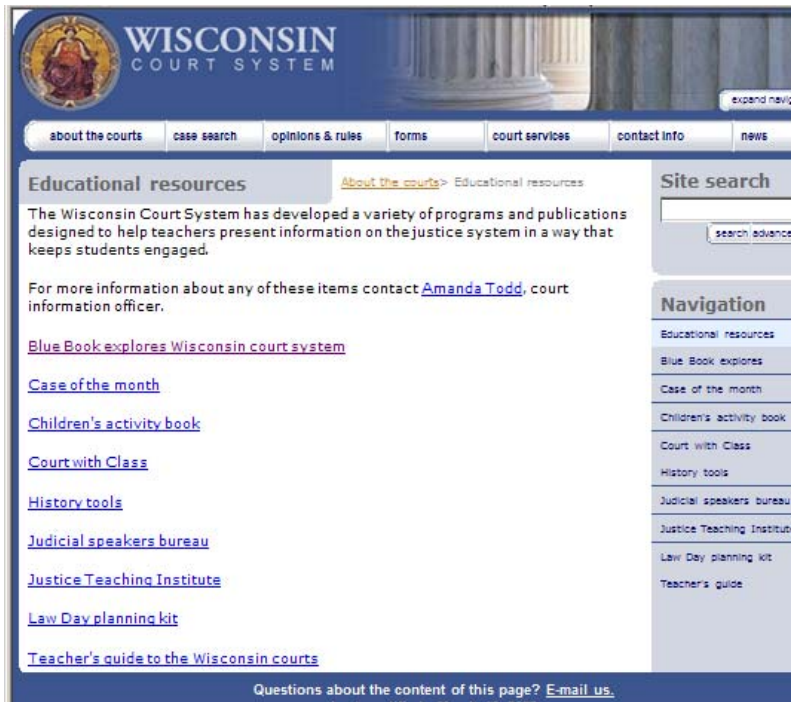 WISCONSIN
COURT SYSTEM
expand navig
about the courts case search opinions & rules forms court services contact info news
Educational resources
About the courts> Educational resources
The Wisconsin Court System has developed a variety of programs and publications
designed to help teachers present information on the justice system in a way that
keeps students engaged.
For more information about any of these items contact Amanda Todd, court
information officer.
Blue Book explores Wisconsin court system
Case of the month
Children's activity book
Court with Class
History tools
Judicial speakers bureau
Justice Teaching Institute
Law Day planning kit
Teacher's guide to the Wisconsin courts
Site search
search advance
Navigation
Educational resources
Blue Book explores
Case of the month
Children's activity book
Court with Class
History tools
Judicial speakers bureau
Justice Teaching Institut
Law Day planning kit
Teacher's guide
Questions about the content of this page? E-mail us.